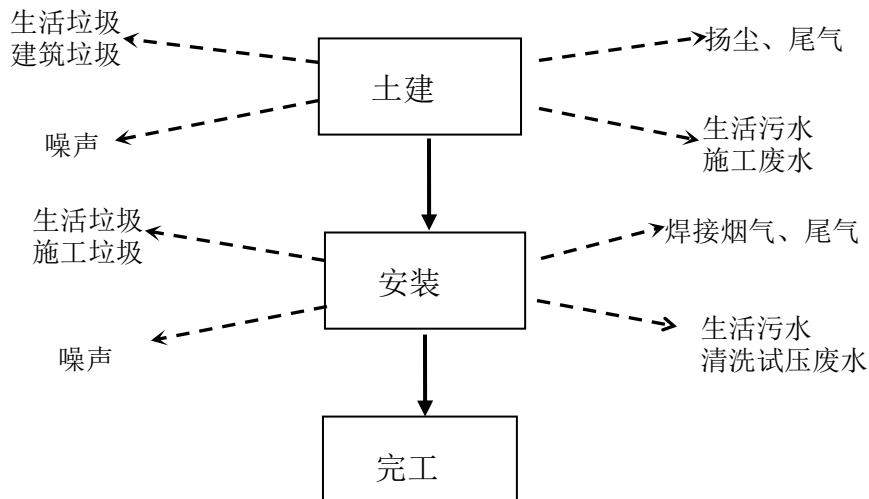 生活垃圾
建筑垃圾
扬尘、尾气
土建
噪声
生活污水
施工废水
生活垃圾
施工垃圾
焊接烟气、尾气
安装
噪声
生活污水
清洗试压废水
完工